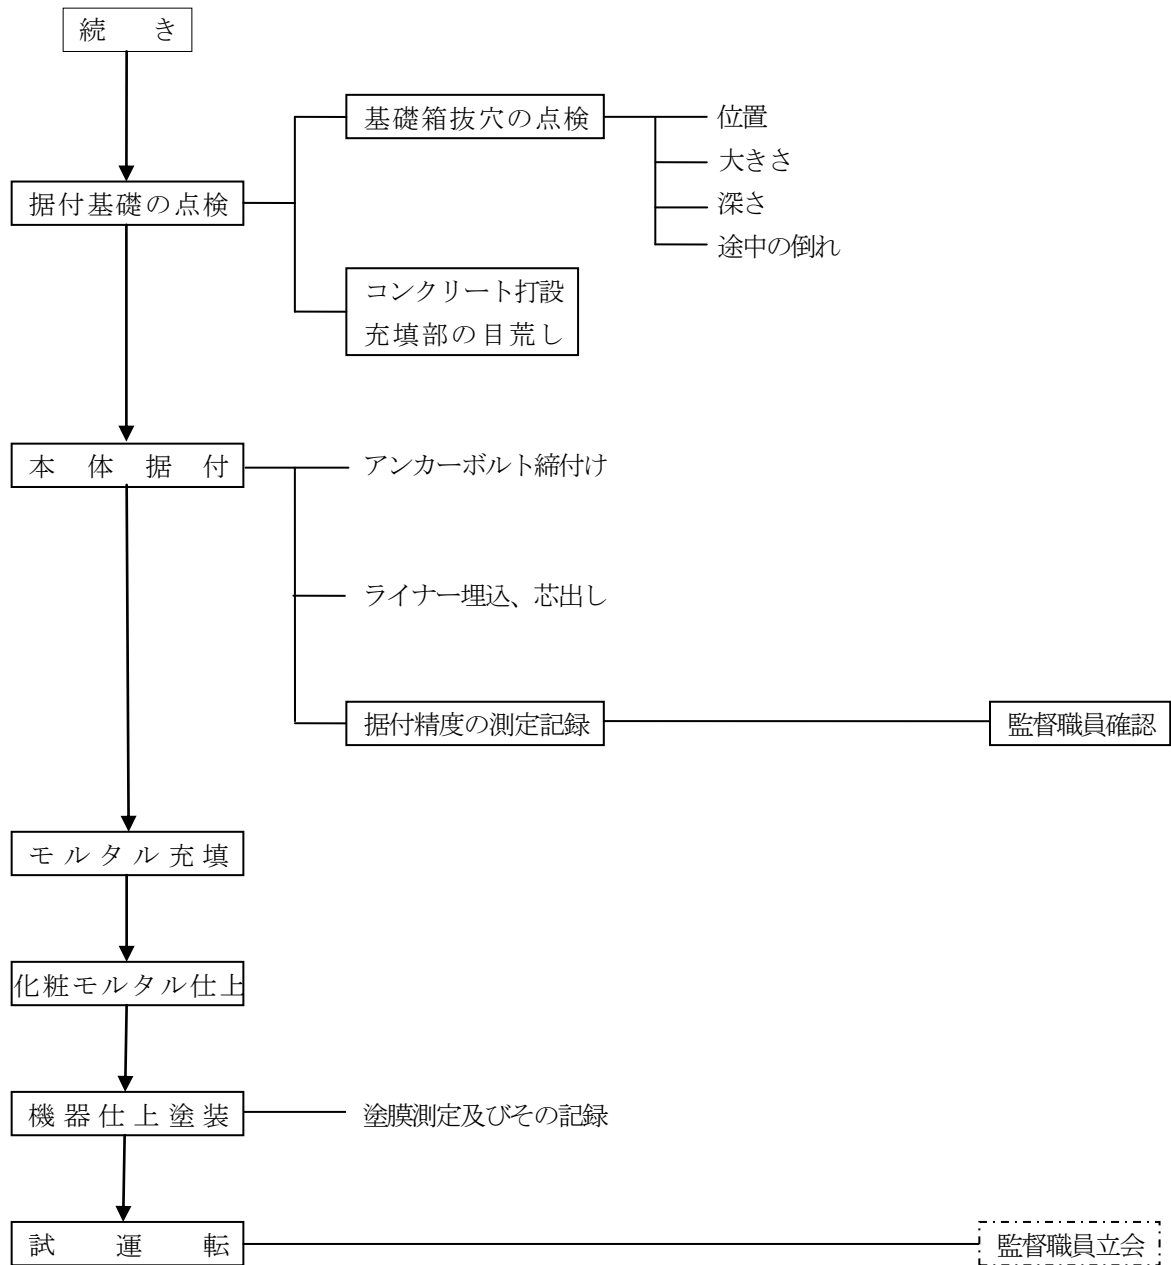 続き
基礎箱抜穴の点検
位置
大きさ
据付基礎の点検
深さ
途中の倒れ
コンクリート打設
充填部の目荒し
本体据付
アンカーボルト締付け
ライナー埋込、芯出し
据付精度の測定記録
監督職員確認
モルタル充填
化粧モルタル仕上
機器仕上塗装
塗膜測定及びその記録
試運転
監督職員立会